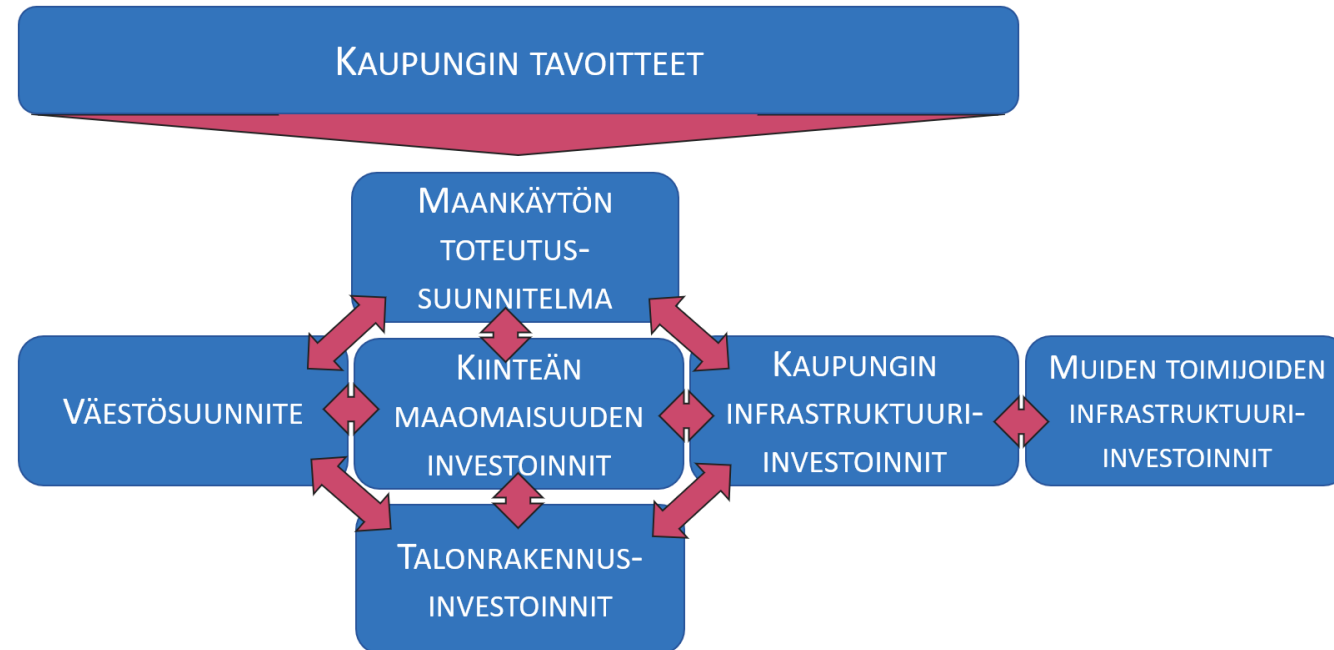 Kaupungin tavoitteet
Maankäytön
toteutus-
suunnitelma
Väestösuunnite
Kiinteän
maaomaisuuden
investoinnit
Kaupungin
infrastruktuuri-
investoinnit
Muiden toimijoiden
infrastruktuuri-
investoinnit
Talonrakennus-
investoinnit